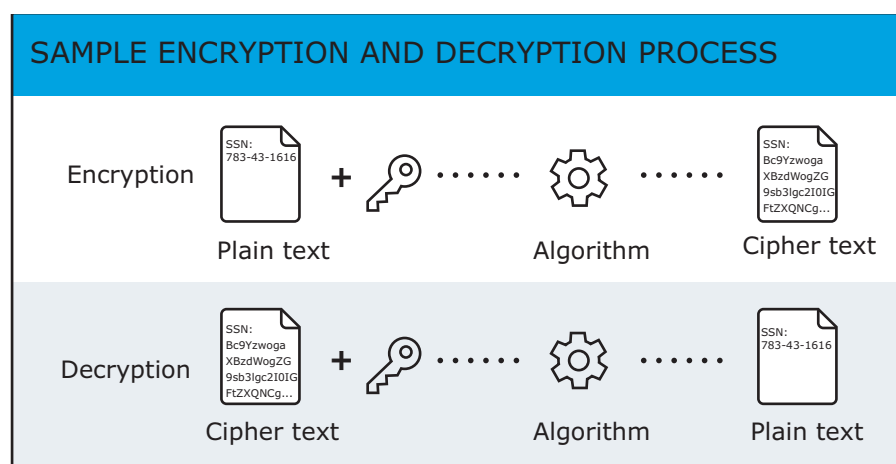 SAMPLE ENCRYPTION AND DECRYPTION PROCESS
Encryption
SSN:
783-43-1616
+
SSN:
Bc9Yzwoga
XBzdWogZG
9sb3lgc2I0IG
FtZXQNCg...
Plain text
Algorithm
Cipher text
Decryption
SSN:
Bc9Yzwoga
XBzdWogZG
9sb3lgc2I0IG
FtZXQNCg...
+
SSN:
783-43-1616
Cipher text
Algorithm
Plain text